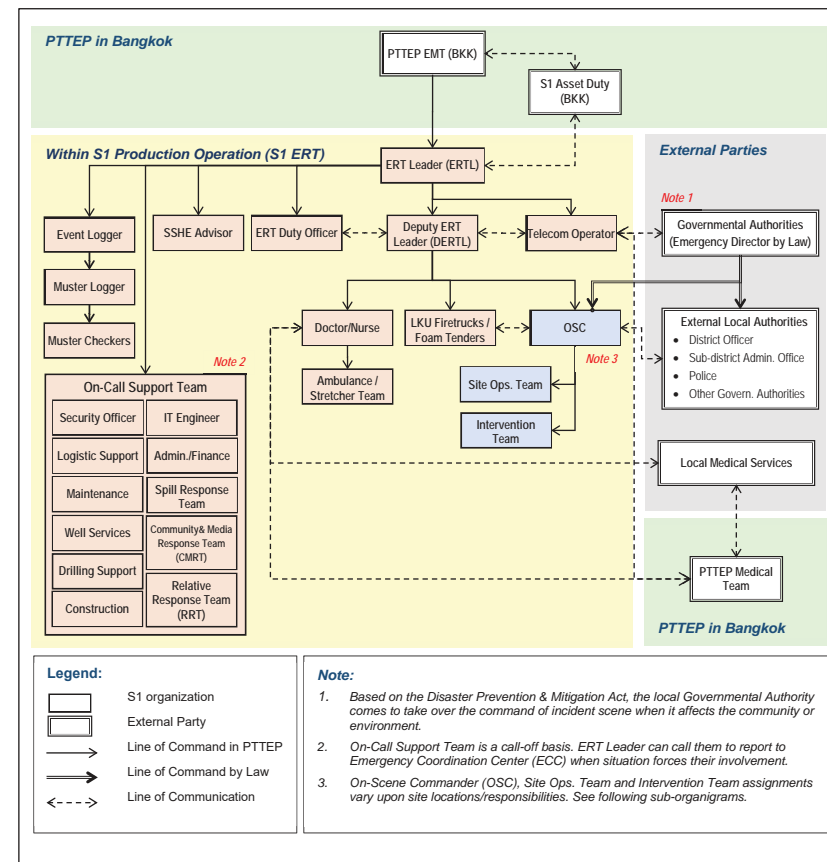 PTTEP in Bangkok
PTTEP EMT (BKK)
S1 Asset Duty
(BKK)
Within S1 Production Operation (S1 ERT)
External Parties
ERT Leader (ERTL)
Note 1
Event Logger
SSHE Advisor
ERT Duty Officer
Deputy ERT
Leader (DERTL)
Telecom Operator
Governmental Authorities
(Emergency Director by Law)
Muster Logger
Muster Checkers
Doctor/Nurse
LKU Firetrucks /
Foam Tenders
OSC
External Local Authorities
• District Officer
• Sub-district Admin. Office
• Police
• Other Govern. Authorities
Note 2
Note 3
On-Call Support Team
Ambulance /
Stretcher Team
Site Ops. Team
Intervention
Team
Security Officer
IT Engineer
Logistic Support
Admin./Finance
Local Medical Services
Maintenance
Spill Response
Team
Well Services
Community& Media
Response Team
(CMRT)
Drilling Support
Construction
Relative
Response Team
(RRT)
PTTEP Medical
Team
PTTEP in Bangkok
Legend:
S1 organization
External Party
Line of Command in PTTEP
Line of Command by Law
Line of Communication
Note:
1. Based on the Disaster Prevention & Mitigation Act, the local Governmental Authority
comes to take over the command of incident scene when it affects the community or
environment.
2. On-Call Support Team is a call-off basis. ERT Leader can call them to report to
Emergency Coordination Center (ECC) when situation forces their involvement.
3. On-Scene Commander (OSC), Site Ops. Team and Intervention Team assignments
vary upon site locations/responsibilities. See following sub-organigrams.